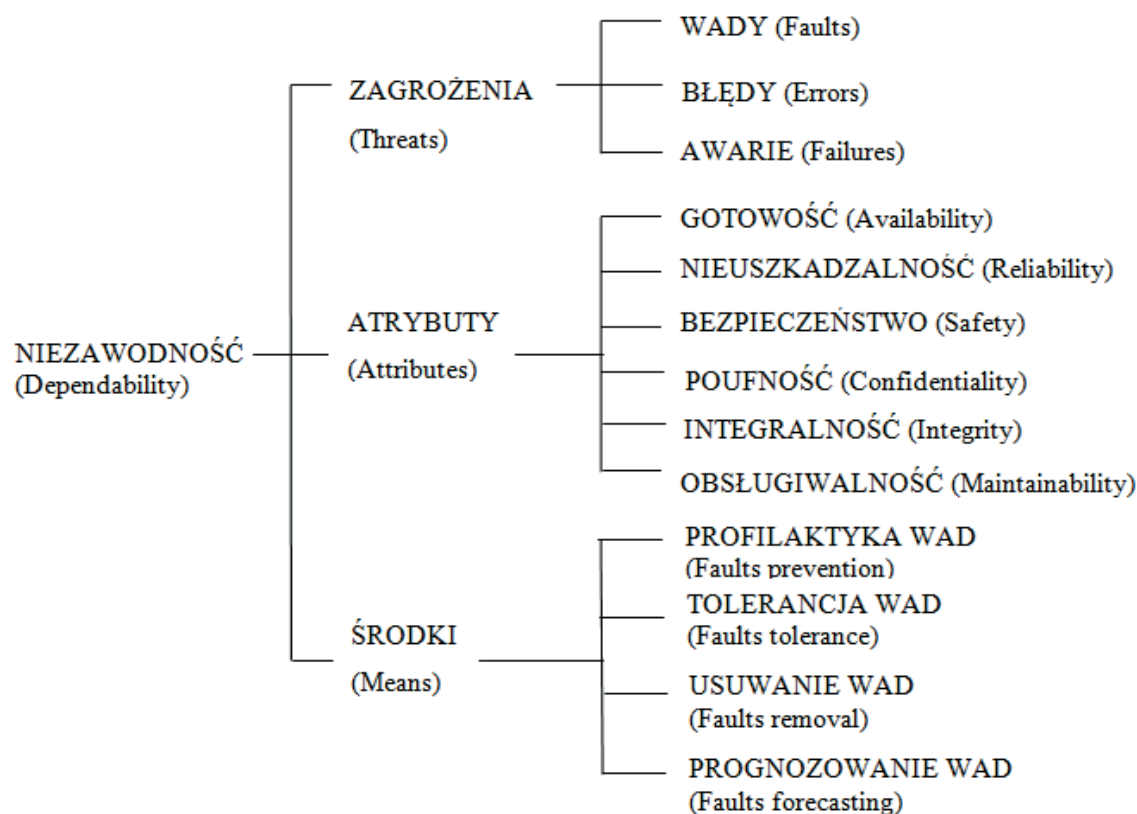 NIEZAWODNOŚĆ
(Dependability)
ZAGROŻENIA
(Threats)
WADY (Faults)
BŁĘDY (Errors)
AWARIE (Failures)
ATRYBUTY
(Attributes)
GOTOWOŚĆ (Availability)
NIEUSZKADZALNOŚĆ (Reliability)
BEZPIECZEŃSTWO (Safety)
POUFNOŚĆ (Confidentiality)
INTEGRALNOŚĆ (Integrity)
OBSŁUGIWALNOŚĆ (Maintainability)
ŚRODKI
(Means)
PROFILAKTYKA WAD
(Faults prevention)
TOLERANCJA WAD
(Faults tolerance)
USUWANIE WAD
(Faults removal)
PROGNOZOWANIE WAD
(Faults forecasting)